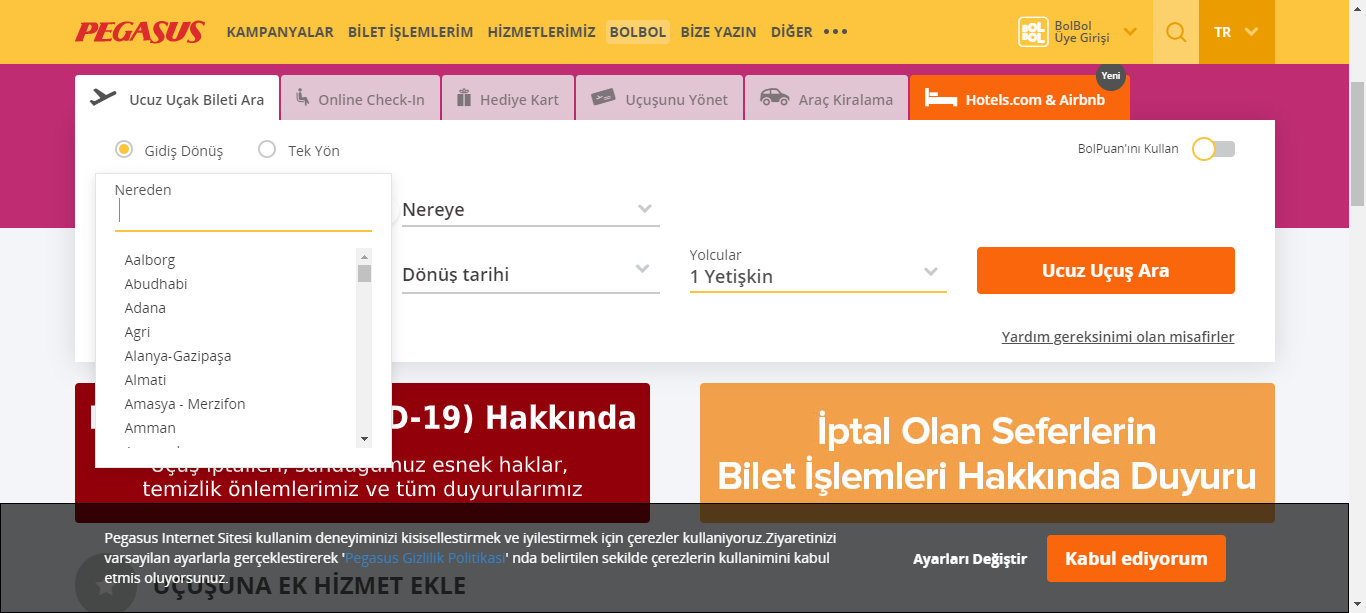 PEGASUS
KAMPANYALAR BİLET İŞLEMLERİM HİZMETLERİMİZ BOLBOL BİZE YAZIN DİĞER •••
BOL BOL
BolBol
Üye Girişi
TR
Ucuz Uçak Bileti Ara
Online Check-In
Hediye Kart
Uçuşunu Yönet
Araç Kiralama
Hotels.com & Airbnb
Yeni
Gidiş Dönüş
Tek Yön
BolPuan'ını Kullan
Nereden
Aalborg
Abudhabi
Adana
Agri
Alanya-Gazipaşa
Almati
Amasya - Merzifon
Amman
Nereye
Dönüş tarihi
Yolcular
1 Yetişkin
Ucuz Uçuş Ara
Yardım gereksinimi olan misafirler
D-19) Hakkında
Uçuş iptalleri, sunduğumuz esnek haklar,
temizlik önlemlerimiz ve tüm duyurularımız
İptal Olan Seferlerin
Bilet İşlemleri Hakkında Duyuru
Pegasus Internet Sitesi kullanim deneyiminizi kisisellestirmek ve iyilestirmek için çerezler kullaniyoruz.Ziyaretinizi
varsayilan ayarlarla gerçeklestirerek 'Pegasus Gizlilik Politikasi' nda belirtilen sekilde çerezlerin kullanimini kabul
etmis oluyorsunuz.
Ayarları Değiştir
Kabul ediyorum
UÇUŞUNA EK HİZMET EKLE